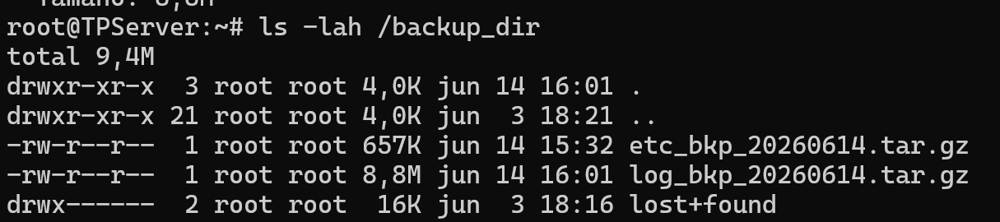 Tamaño: 8,8M
root@TPServer:~# ls -lah /backup_dir
total 9,4M
drwxr-xr-x  3 root root 4,0K jun 14 16:01 .
drwxr-xr-x 21 root root 4,0K jun  3 18:21 ..
-rw-r--r--  1 root root 657K jun 14 15:32 etc_bkp_20260614.tar.gz
-rw-r--r--  1 root root 8,8M jun 14 16:01 log_bkp_20260614.tar.gz
drwx------  2 root root  16K jun  3 18:16 lost+found